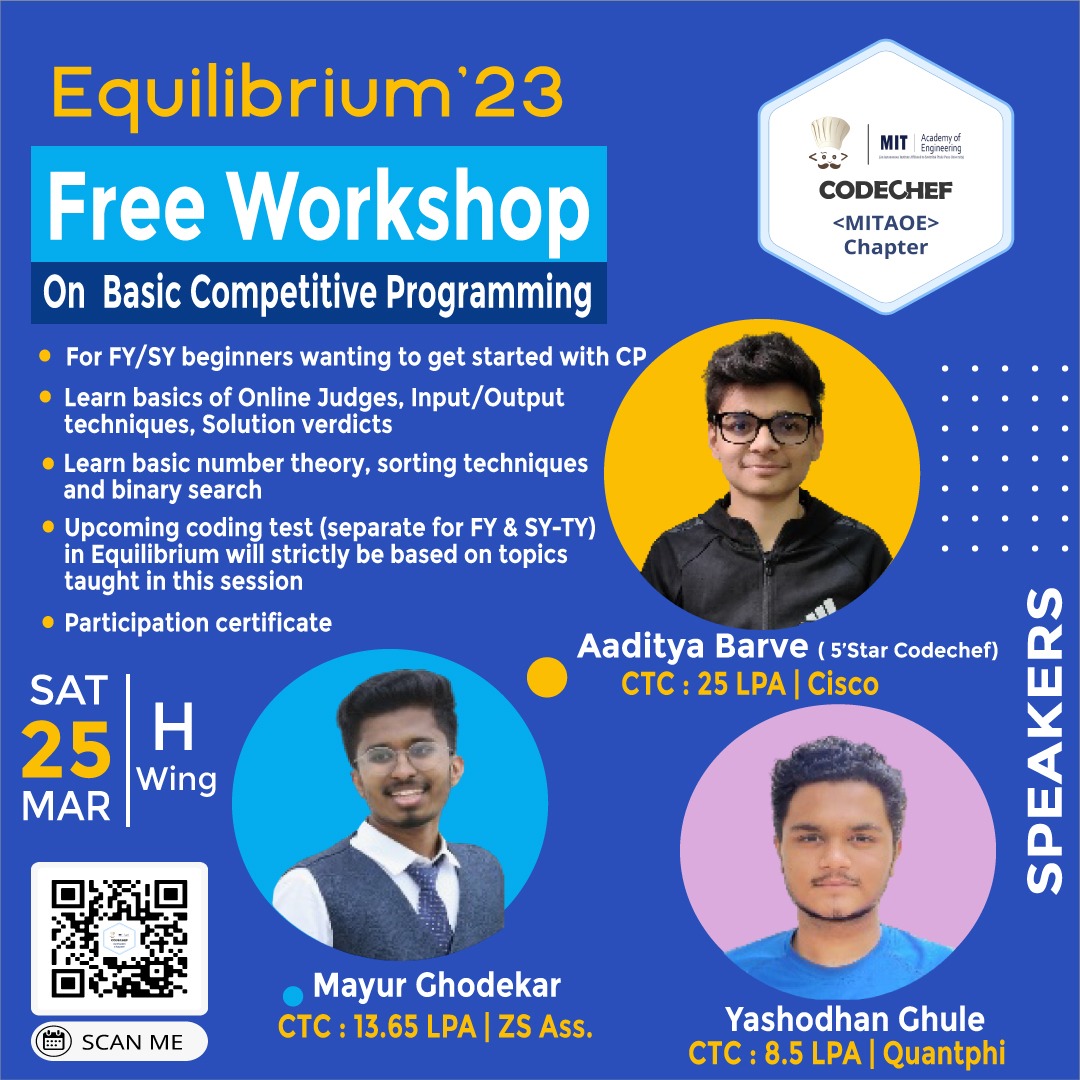 Equilibrium'23
MIT
Academy of
Engineering
CODECHEF
<MITAOE>
Chapter
Free Workshop
On Basic Competitive Programming
For FY/SY beginners wanting to get started with CP
Learn basics of Online Judges, Input/Output
techniques, Solution verdicts
Learn basic number theory, sorting techniques
and binary search
Upcoming coding test (separate for FY & SY-TY)
in Equilibrium will strictly be based on topics
taught in this session
Participation certificate
SPEAKERS
Aaditya Barve ( 5'Star Codechef)
CTC : 25 LPA | Cisco
SAT
25
MAR
H
Wing
Mayur Ghodekar
CTC : 13.65 LPA | ZS Ass.
Yashodhan Ghule
CTC : 8.5 LPA | Quantphi
SCAN ME